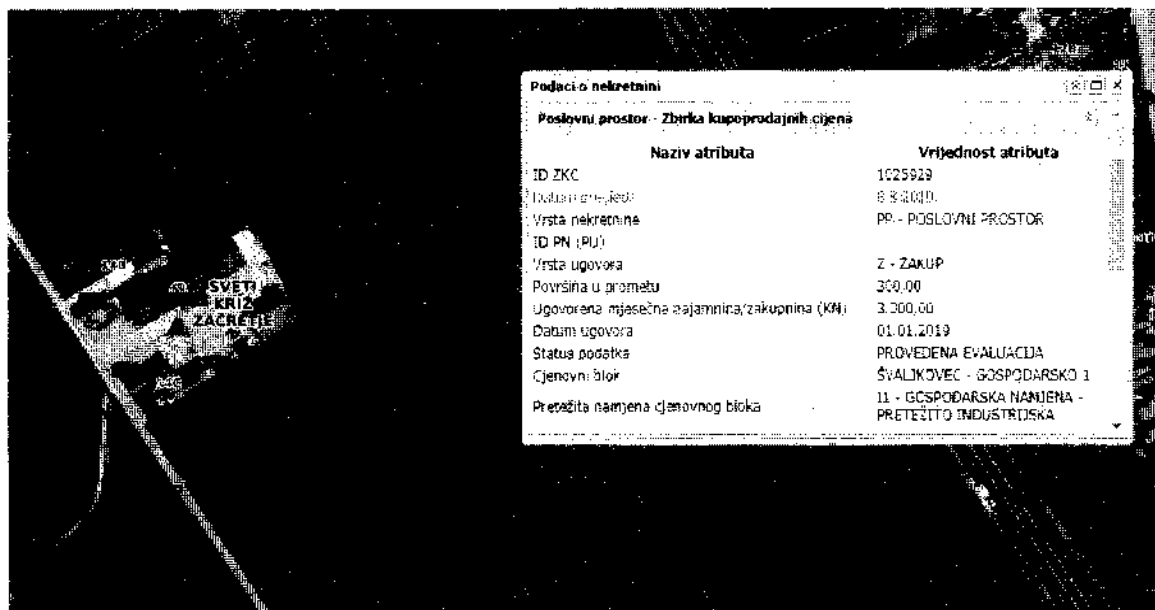 Podaci o nekretnini
Poslovni prostor - Zbirka kupoprodajnih cijena
Naziv atributa Vrijednost atributa
ID ZKC 1025929
Vrsta nekretnine PP - POSLOVNI PROSTOR
ID PN (PU)
Vrsta ugovora Z - ZAKUP
Površina u prometu 300,00
Ugovorena mjesečna najamnina/zakupnina (KN) 3.000,00
Datum ugovora 01.01.2019
Status podatka PROVEDENA EVALUACIJA
Cjenovni blok ŠVALJKOVEC - GOSPODARSKO 1
Pretežita namjena cjenovnog bloka 11 - GOSPODARSKA NAMJENA -
PRETEŽITO INDUSTRIJSKA
SVETI
KRIŽ
ZAČRETJE